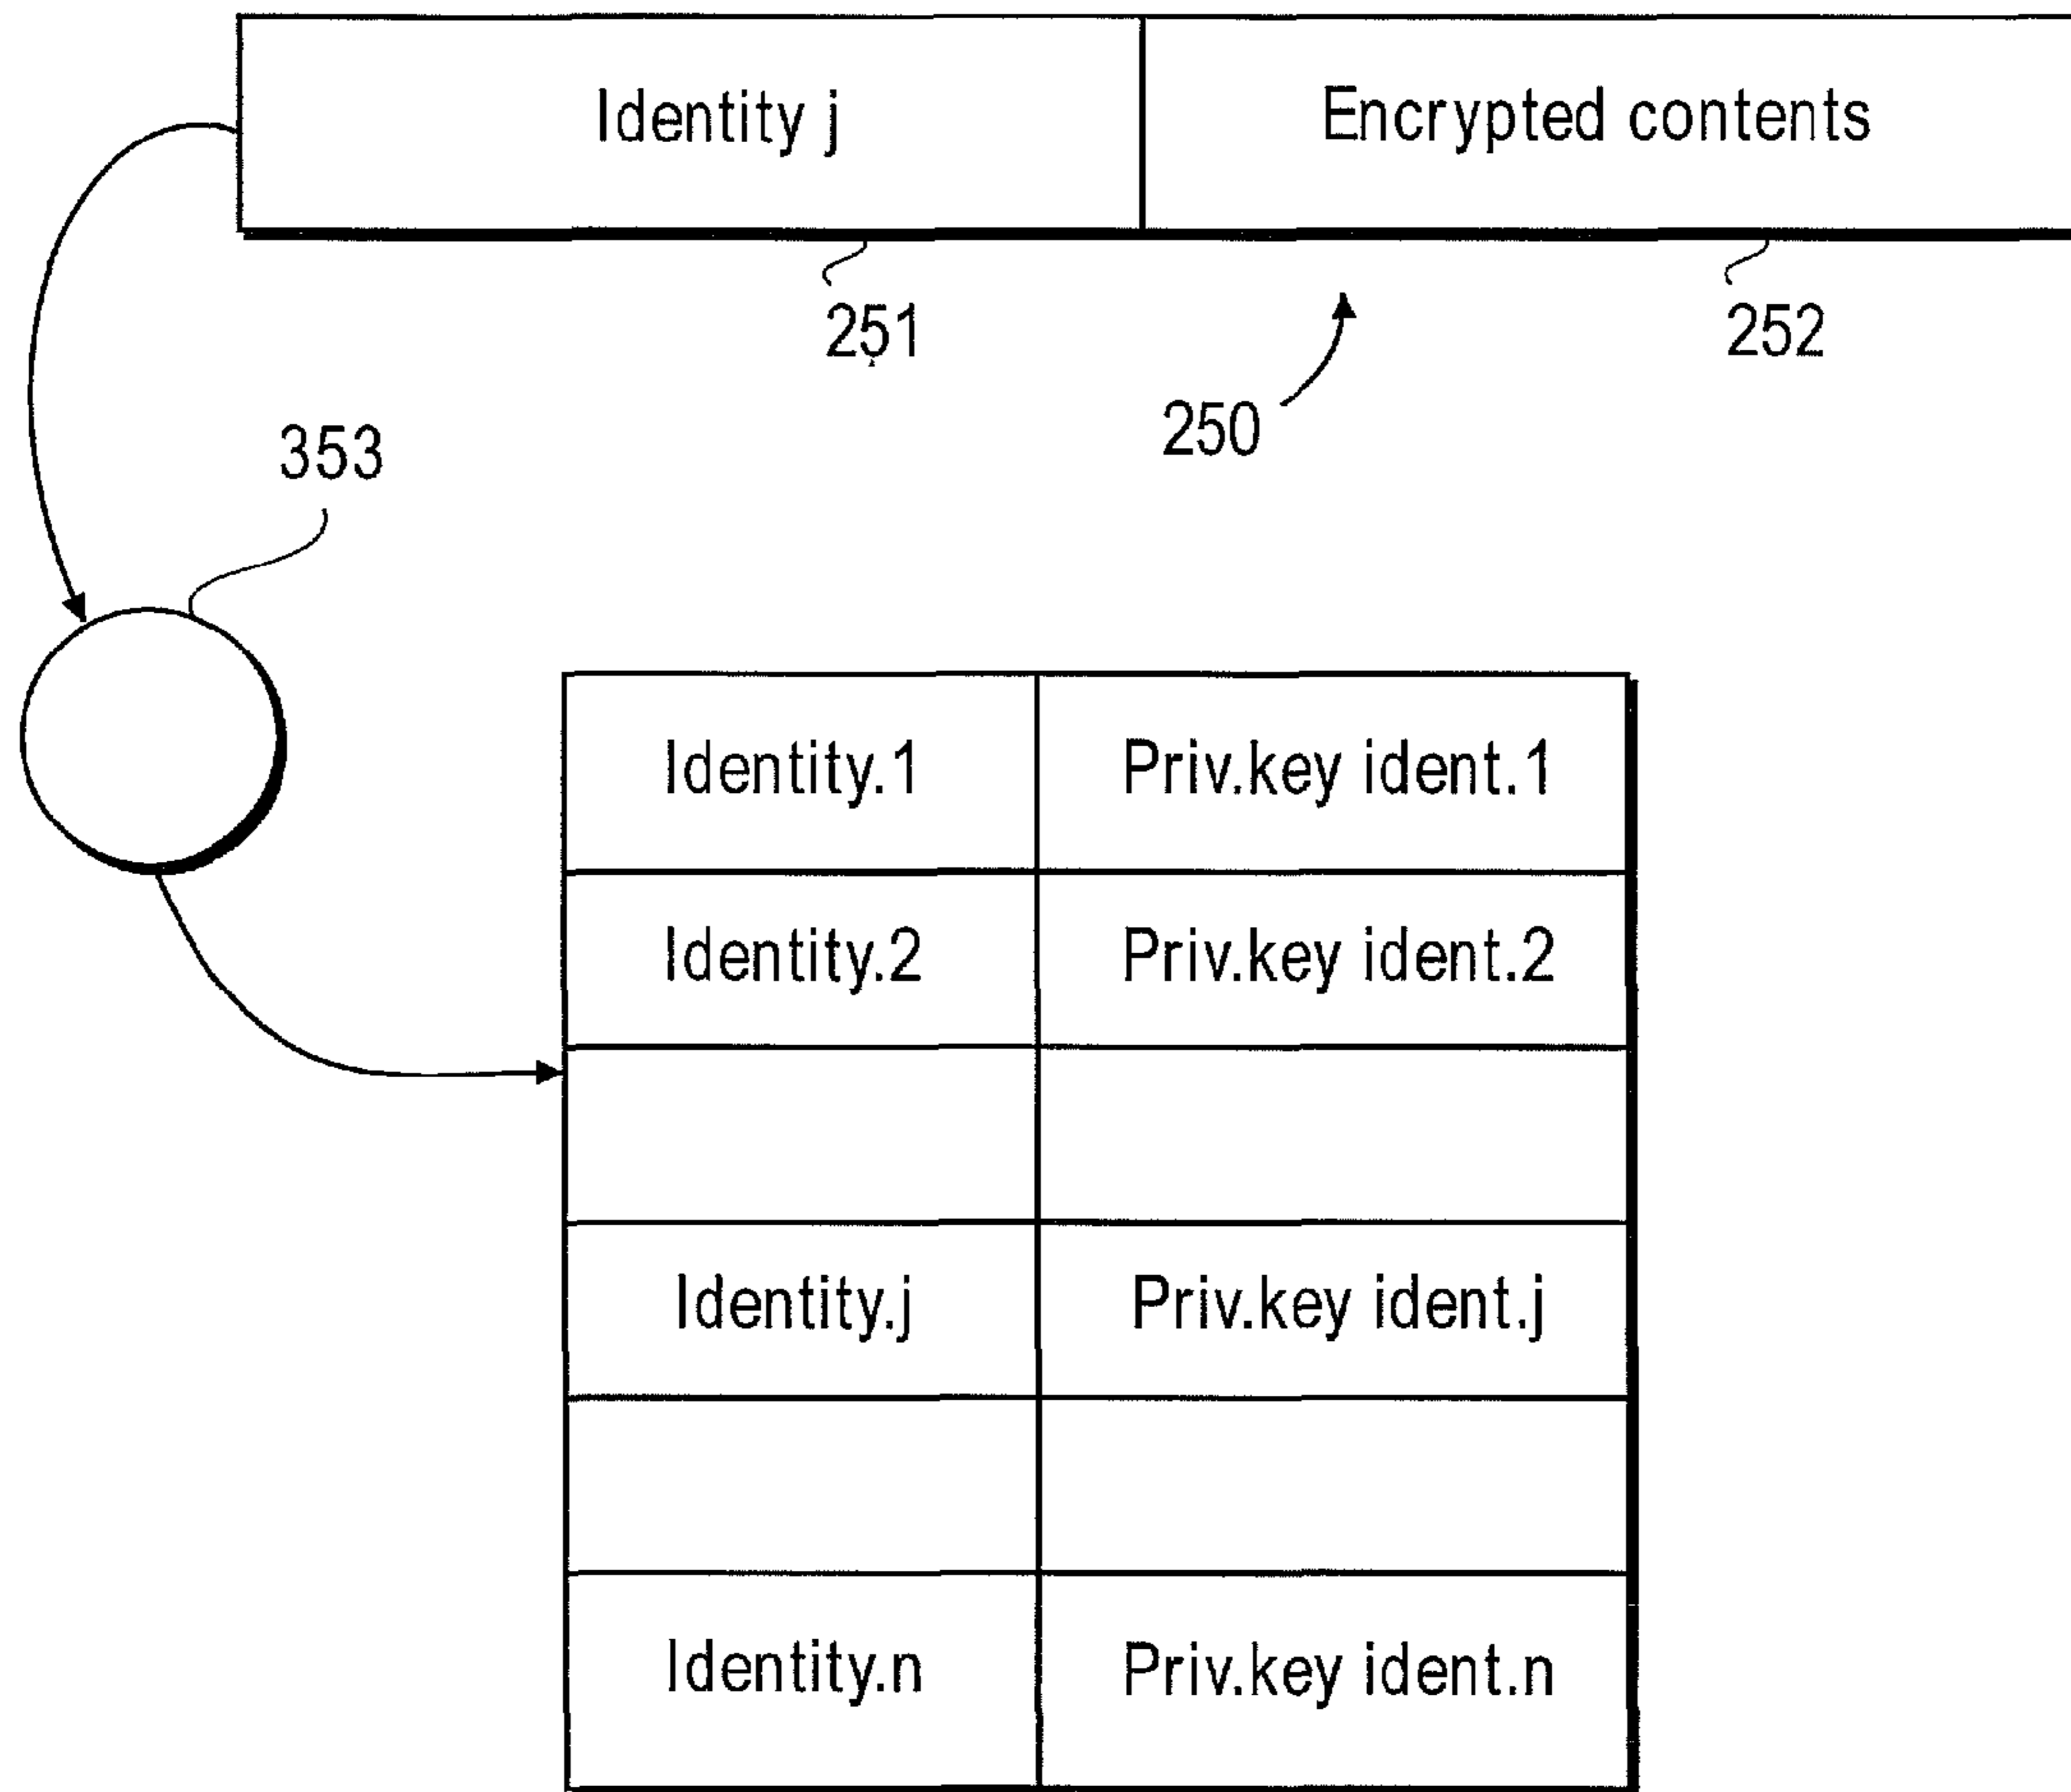 Identity j Encrypted contents
251 252
250
353
Identity.1 Priv.key ident.1
Identity.2 Priv.key ident.2
Identity.j Priv.key ident.j
Identity.n Priv.key ident.n